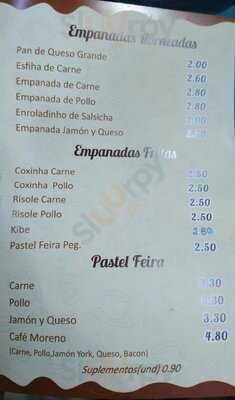 Empanadas Horneadas
Pan de Queso Grande 2.00
Esfiha de Carne 2.60
Empanada de Carne 2.80
Empanada de Pollo 2.80
Enroladinho de Salsicha
Empanada Jamón y Queso
Empanadas Fritas
Coxinha Carne 2.50
Coxinha Pollo 2.50
Risole Carne 2.50
Risole Pollo 2.50
Kibe
Pastel Feira Peg. 2.50
Pastel Feira
Carne 3.30
Pollo
Jamón y Queso 3.30
Café Moreno 4.80
(Carne, Pollo,Jamón York, Queso, Bacon)
Suplementos(und) 0.90